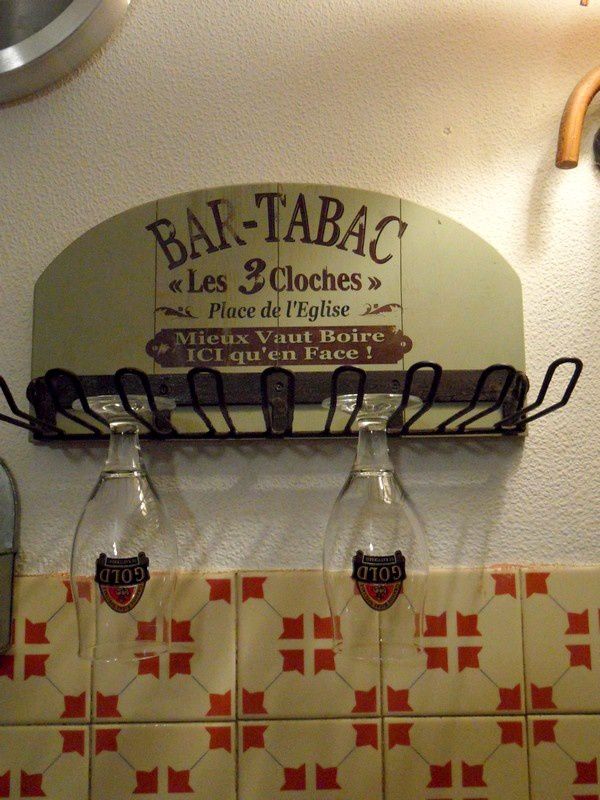 BAR-TABAC
« Les 3 Cloches »
Place de l'Eglise
Mieux Vaut Boire
ICI qu'en Face !
GOLD
GOLD